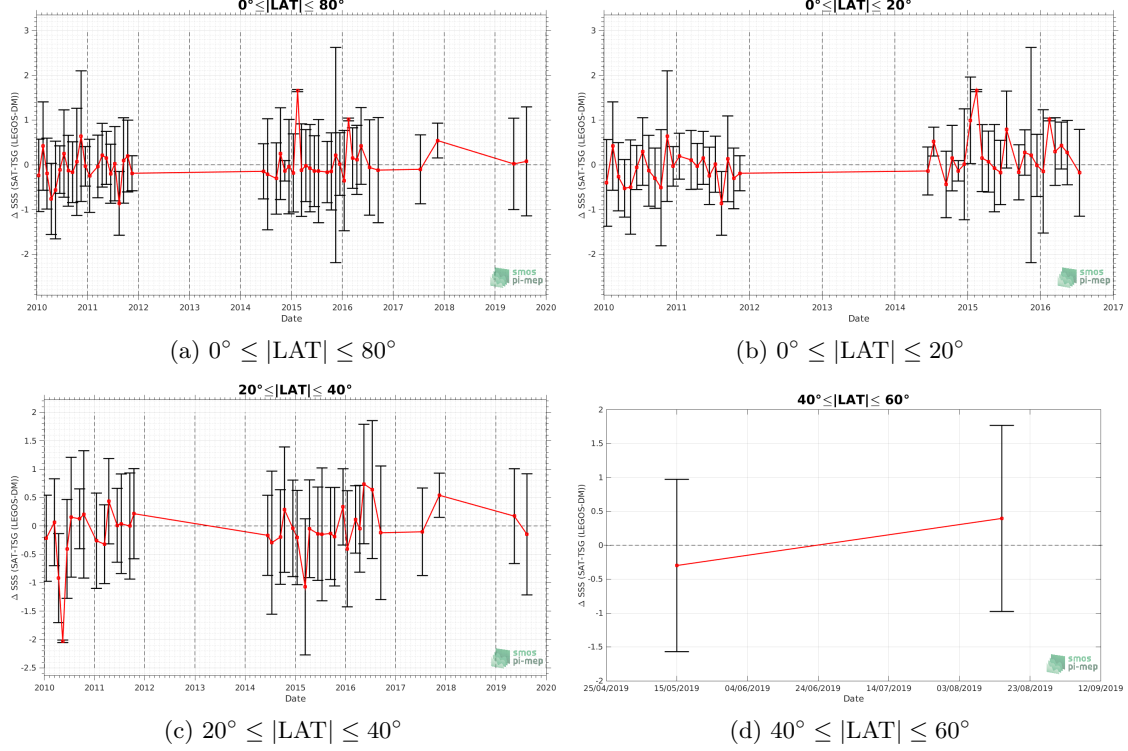 0°≤|LAT|≤ 80°
Δ SSS (SAT-TSG (LEGOS-DM))
3
2
1
0
-1
-2
2010 2011 2012 2013 2014 2015 2016 2017 2018 2019 2020
Date
smos
pi-mep
(a) 0° ≤ |LAT| ≤ 80°
0°≤|LAT|≤ 20°
Δ SSS (SAT-TSG (LEGOS-DM))
3
2
1
0
-1
-2
2010 2011 2012 2013 2014 2015 2016 2017
Date
smos
pi-mep
(b) 0° ≤ |LAT| ≤ 20°
20°≤|LAT|≤ 40°
Δ SSS (SAT-TSG (LEGOS-DM))
2
1.5
1
0.5
0
-0.5
-1
-1.5
-2
-2.5
2010 2011 2012 2013 2014 2015 2016 2017 2018 2019 2020
Date
smos
pi-mep
(c) 20° ≤ |LAT| ≤ 40°
40°≤|LAT|≤ 60°
Δ SSS (SAT-TSG (LEGOS-DM))
2
1.5
1
0.5
0
-0.5
-1
-1.5
-2
25/04/2019 15/05/2019 04/06/2019 24/06/2019 14/07/2019 03/08/2019 23/08/2019 12/09/2019
Date
smos
pi-mep
(d) 40° ≤ |LAT| ≤ 60°